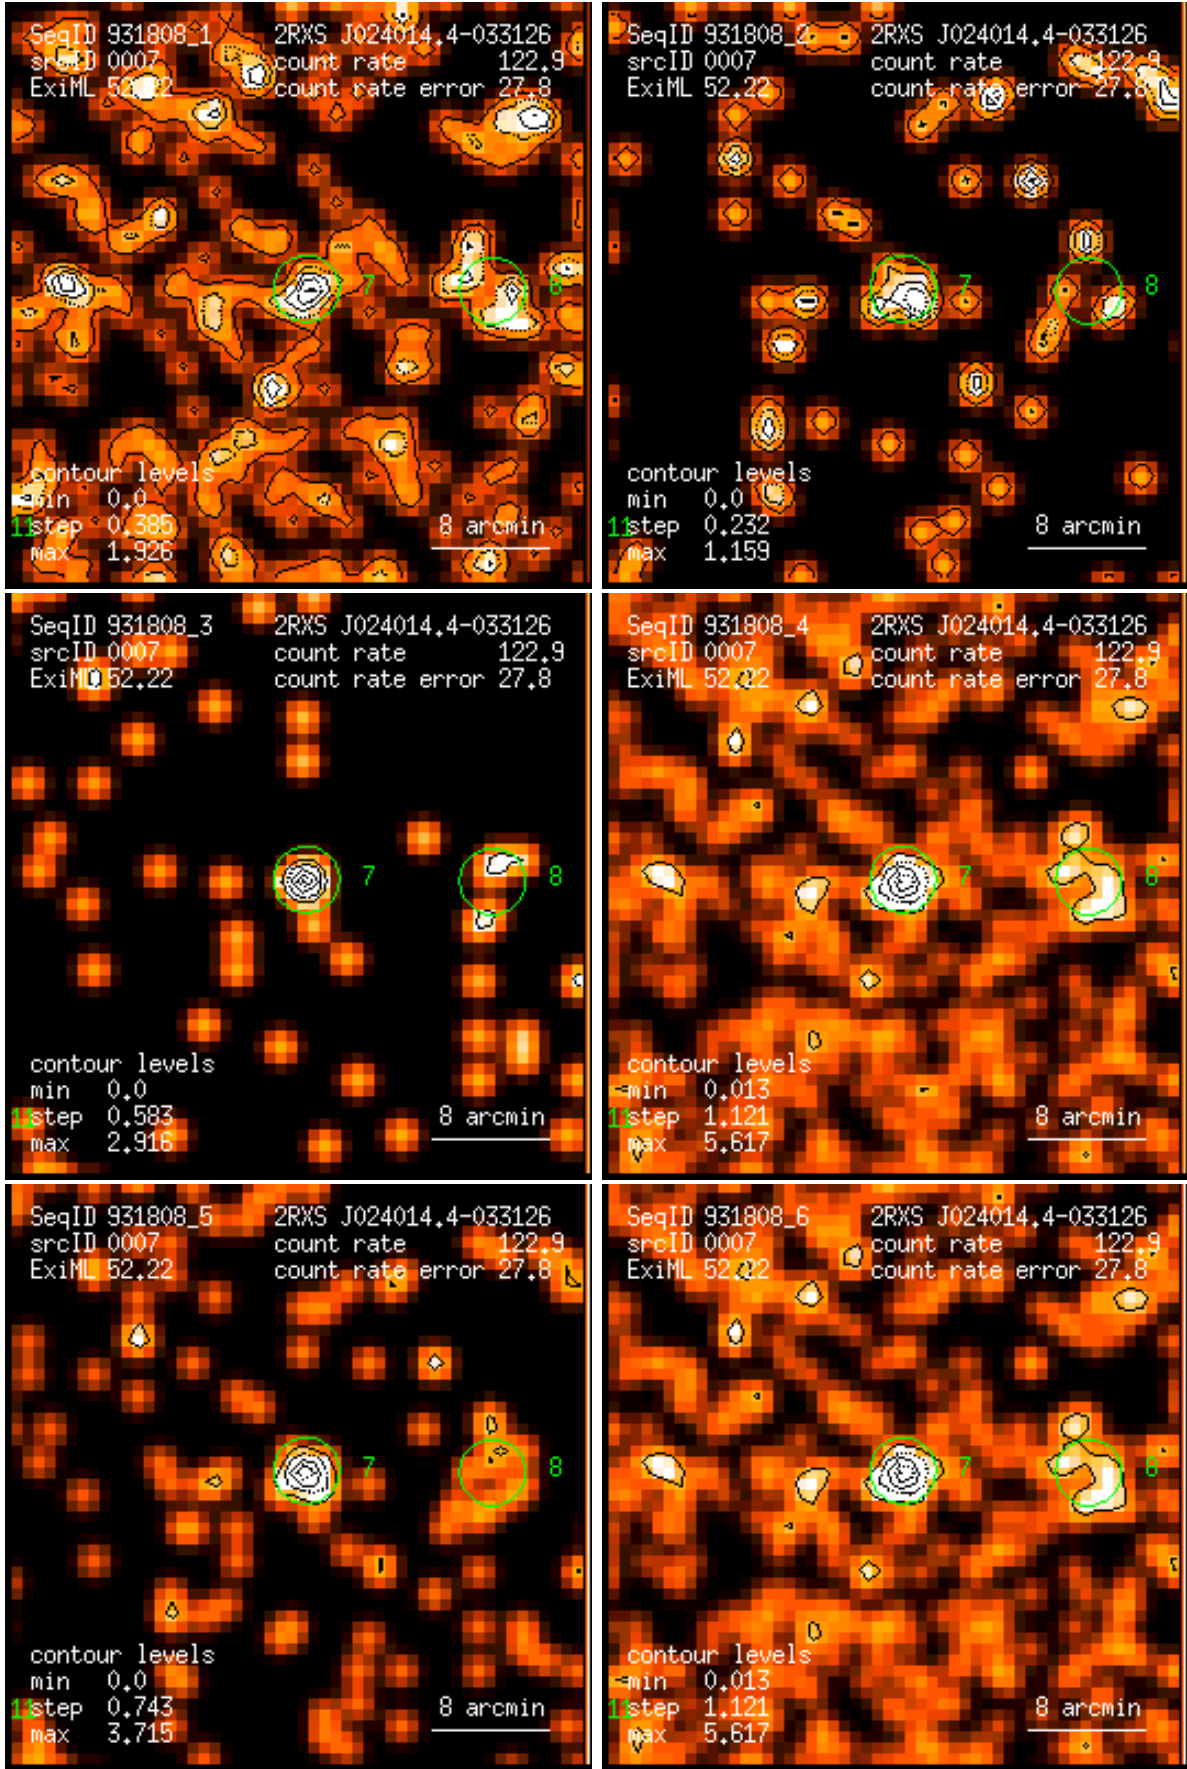 SeqID 931808_1 2RXS J024014.4-033126
srcID 0007 count rate 122.9
ExiML 52.22 count rate error 27.8
7 8
contour levels
min 0.0
11 step 0.385 8 arcmin
max 1.926
SeqID 931808_2 2RXS J024014.4-033126
srcID 0007 count rate 122.9
ExiML 52.22 count rate error 27.8
7 8
contour levels
min 0.0
11 step 0.232 8 arcmin
max 1.159
SeqID 931808_3 2RXS J024014.4-033126
srcID 0007 count rate 122.9
ExiML 52.22 count rate error 27.8
7 8
contour levels
min 0.0
11 step 0.583 8 arcmin
max 2.916
SeqID 931808_4 2RXS J024014.4-033126
srcID 0007 count rate 122.9
ExiML 52.22 count rate error 27.8
7 8
contour levels
min 0.013
11 step 1.121 8 arcmin
max 5.617
SeqID 931808_5 2RXS J024014.4-033126
srcID 0007 count rate 122.9
ExiML 52.22 count rate error 27.8
7 8
contour levels
min 0.0
11 step 0.743 8 arcmin
max 3.715
SeqID 931808_6 2RXS J024014.4-033126
srcID 0007 count rate 122.9
ExiML 52.22 count rate error 27.8
7 8
contour levels
min 0.013
11 step 1.121 8 arcmin
max 5.617